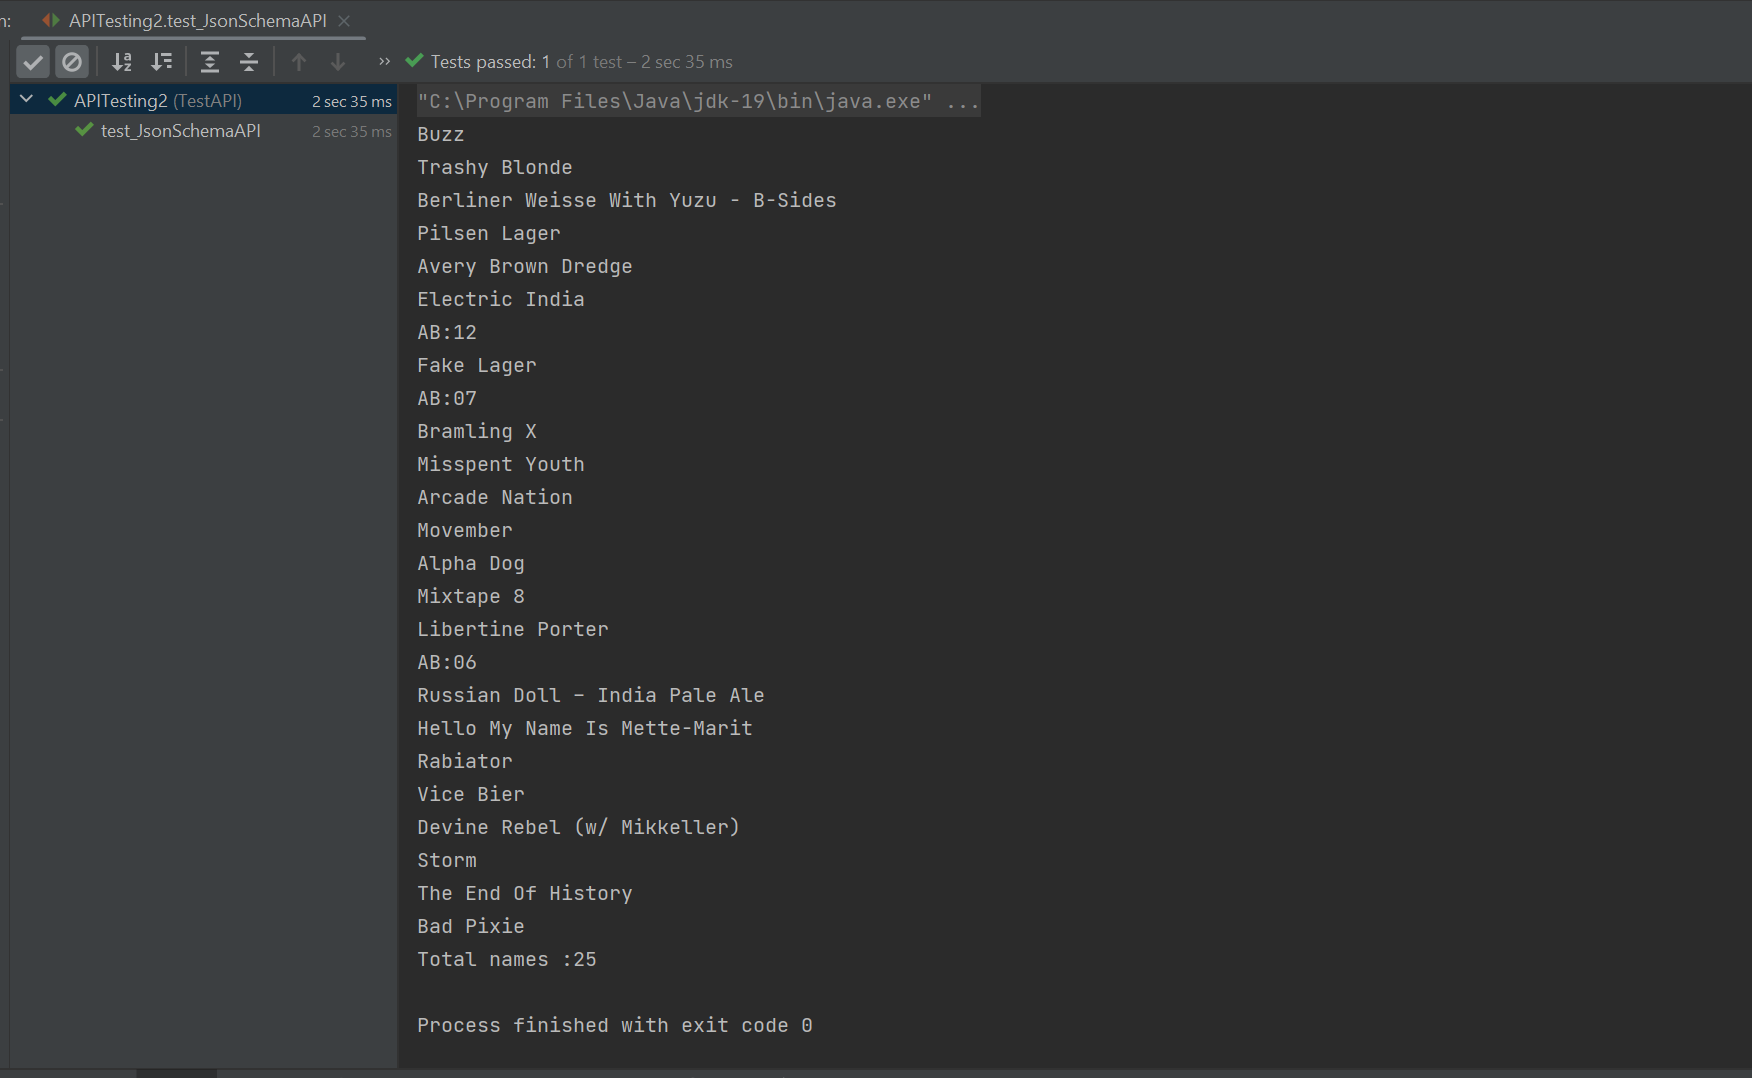 n:
APITesting2.test_JsonSchemaAPI
Tests passed: 1 of 1 test – 2 sec 35 ms
APITesting2 (TestAPI) 2 sec 35 ms
test_JsonSchemaAPI 2 sec 35 ms
"C:\Program Files\Java\jdk-19\bin\java.exe" ...
Buzz
Trashy Blonde
Berliner Weisse With Yuzu - B-Sides
Pilsen Lager
Avery Brown Dredge
Electric India
AB:12
Fake Lager
AB:07
Bramling X
Misspent Youth
Arcade Nation
Movember
Alpha Dog
Mixtape 8
Libertine Porter
AB:06
Russian Doll – India Pale Ale
Hello My Name Is Mette-Marit
Rabiator
Vice Bier
Devine Rebel (w/ Mikkeller)
Storm
The End Of History
Bad Pixie
Total names :25
Process finished with exit code 0